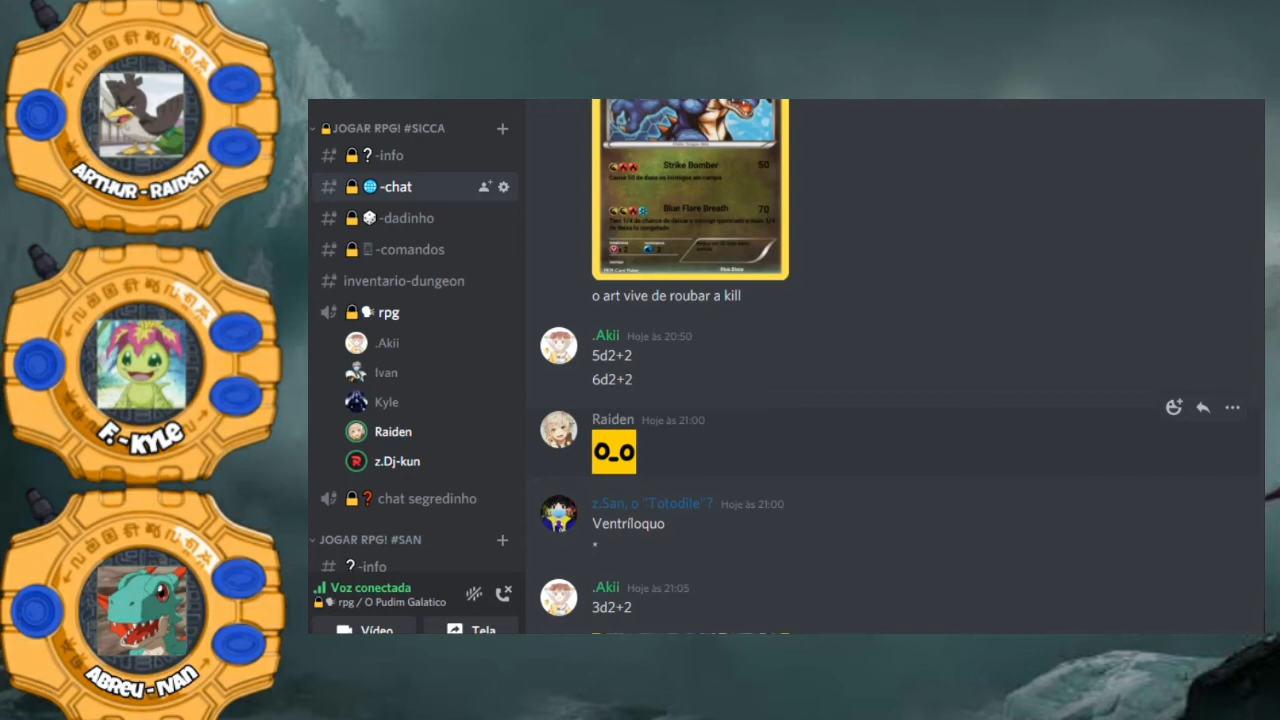 ARTHUR - RAIDEN
F. - KYLE
ABREU - IVAN
JOGAR RPG! #SICCA
?-info
-chat
-dadinho
-comandos
inventario-dungeon
rpg
.Akii
Ivan
Kyle
Raiden
z.Dj-kun
chat segredinho
JOGAR RPG! #SAN
?-info
Voz conectada
rpg / O Pudim Galatico
Vídeo
Tela
Strike Bomber 50
Blue Flare Breath 70
o art vive de roubar a kill
.Akii Hoje às 20:50
5d2+2
6d2+2
Raiden Hoje às 21:00
o_o
z.San, o "Totodile"? Hoje às 21:00
Ventríloquo
*
.Akii Hoje às 21:05
3d2+2